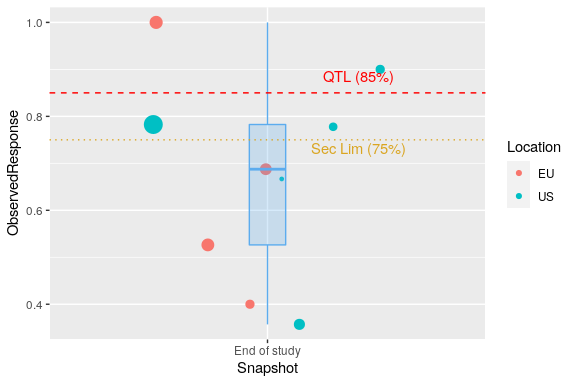 1.0
0.8
0.6
0.4
ObservedResponse
QTL (85%)
Sec LIm (75%)
End of study
Snapshot
Location
EU
US